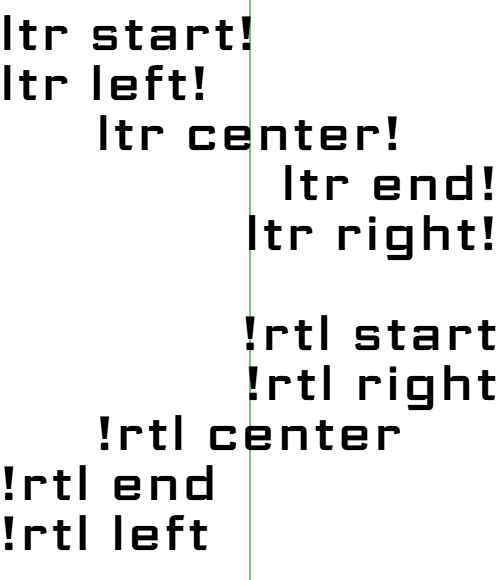 ltr start!
ltr left!
ltr center!
ltr end!
ltr right!
!rtl start
!rtl right
!rtl center
!rtl end
!rtl left